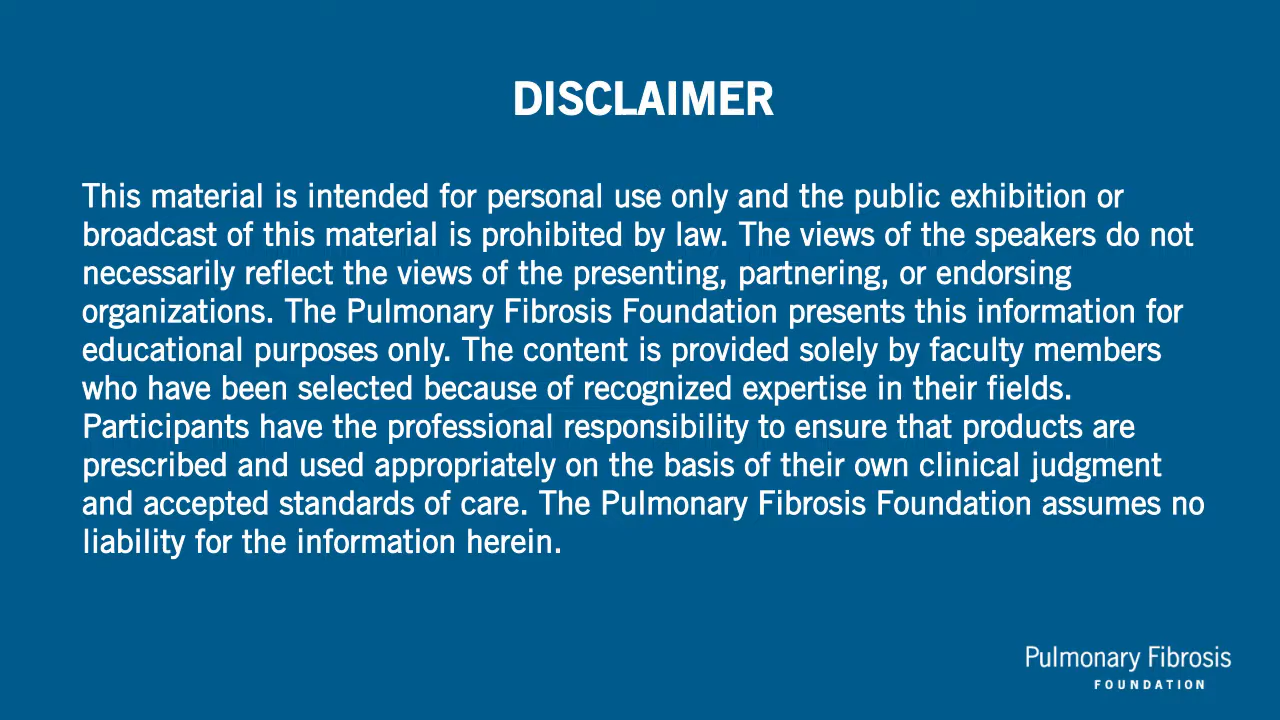 DISCLAIMER
This material is intended for personal use only and the public exhibition or
broadcast of this material is prohibited by law. The views of the speakers do not
necessarily reflect the views of the presenting, partnering, or endorsing
organizations. The Pulmonary Fibrosis Foundation presents this information for
educational purposes only. The content is provided solely by faculty members
who have been selected because of recognized expertise in their fields.
Participants have the professional responsibility to ensure that products are
prescribed and used appropriately on the basis of their own clinical judgment
and accepted standards of care. The Pulmonary Fibrosis Foundation assumes no
liability for the information herein.
Pulmonary Fibrosis
FOUNDATION